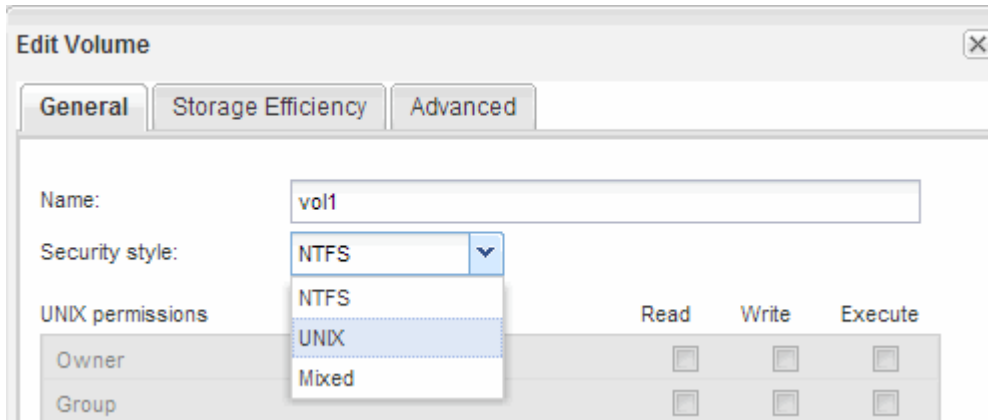 Edit Volume
General Storage Efficiency Advanced
Name: vol1
Security style: NTFS
NTFS
UNIX permissions Read Write Execute
UNIX
Owner
Mixed
Group